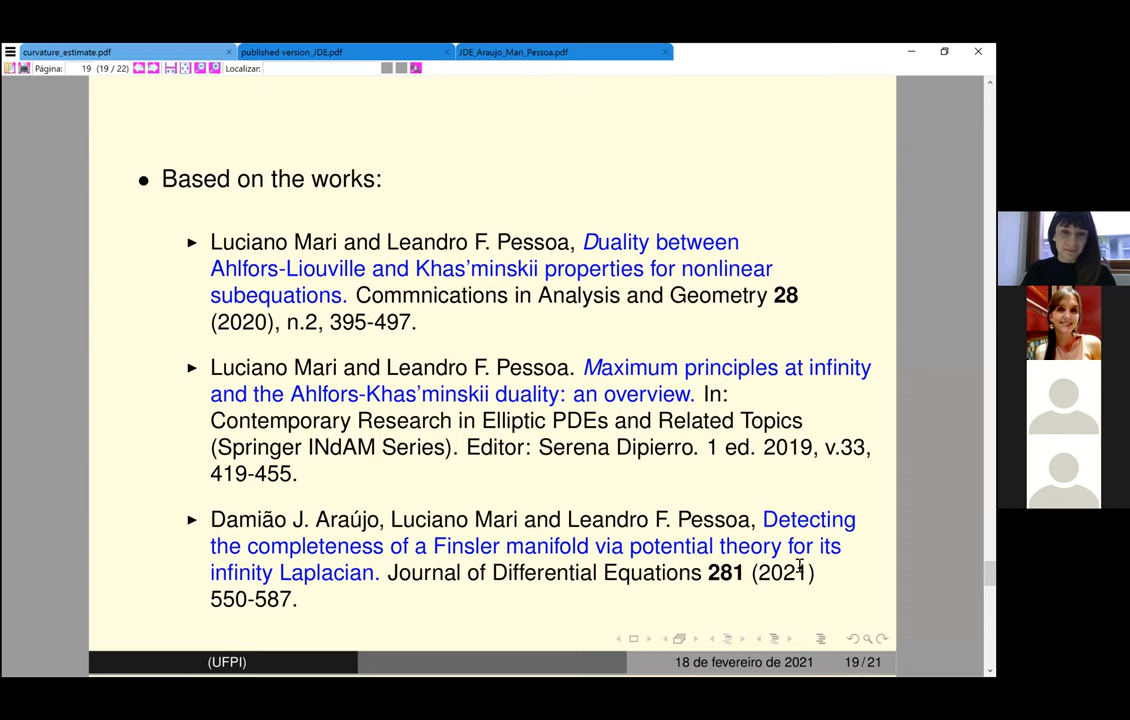 curvature_estimate.pdf
published version_JDE.pdf
JDE_Araujo_Mari_Pessoa.pdf
Página: 19 (19 / 22) Localizar:
• Based on the works:
Luciano Mari and Leandro F. Pessoa, Duality between
Ahlfors-Liouville and Khas'minskii properties for nonlinear
subequations. Commnications in Analysis and Geometry 28
(2020), n.2, 395-497.
Luciano Mari and Leandro F. Pessoa. Maximum principles at infinity
and the Ahlfors-Khas'minskii duality: an overview. In:
Contemporary Research in Elliptic PDEs and Related Topics
(Springer INdAM Series). Editor: Serena Dipierro. 1 ed. 2019, v.33,
419-455.
Damião J. Araújo, Luciano Mari and Leandro F. Pessoa, Detecting
the completeness of a Finsler manifold via potential theory for its
infinity Laplacian. Journal of Differential Equations 281 (2021)
550-587.
(UFPI) 18 de fevereiro de 2021 19 / 21